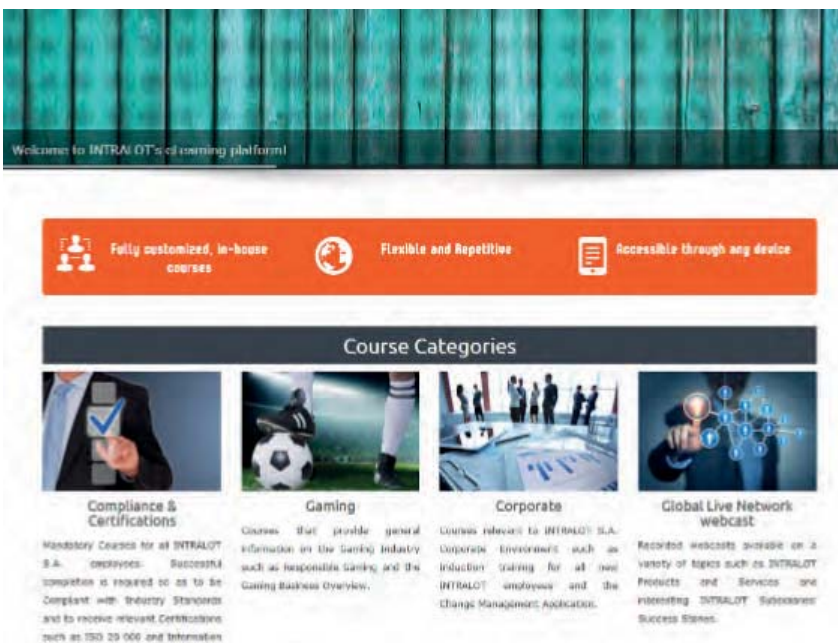 Welcome to INTRALOT's eLearning platform!
Fully customized, in-house
courses
Flexible and Repetitive
Accessible through any device
Course Categories
Compliance &
Certifications
Mandatory Courses for all INTRALOT
S.A. employees. Successful
completion is required so as to be
Compliant with Industry Standards
and to receive relevant Certifications
such as ISO 20 000 and Information
Gaming
Courses that provide general
information on the Gaming Industry
such as Responsible Gaming and the
Gaming Business Overview.
Corporate
Courses relevant to INTRALOT S.A.
Corporate Environment such as
Induction training for all new
INTRALOT employees and the
Change Management Application.
Global Live Network
webcast
Recorded webcasts available on a
variety of topics such as INTRALOT
Products and Services and
interesting INTRALOT Subsidiaries'
Success Stories.